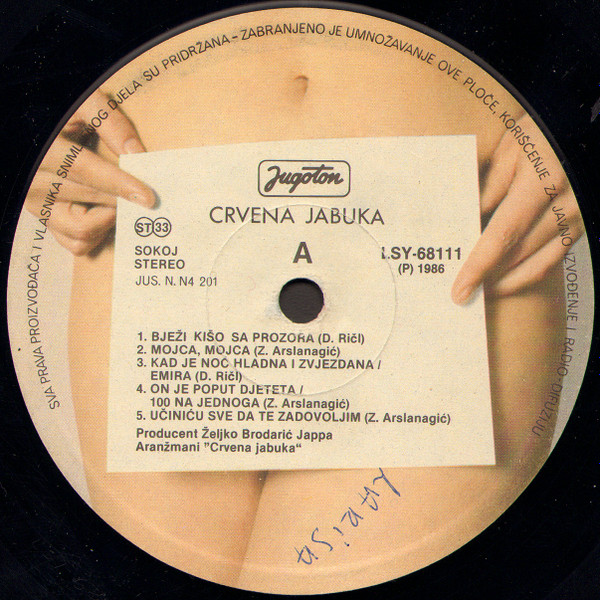 SVA PRAVA PROIZVOĐAČA I VLASNIKA SNIMLJENOG DJELA SU PRIDRŽANA – ZABRANJENO JE UMNOŽAVANJE OVE PLOČE, KORIŠĆENJE ZA JAVNO IZVOĐENJE I RADIO-DIFUZIJU
Jugoton
CRVENA JABUKA
ST 33
SOKOJ
STEREO
JUS. N. N4 201
A
LSY-68111
(P) 1986
1. BJEŽI KIŠO SA PROZORA (D. Ričl)
2. MOJCA, MOJCA (Z. Arslanagić)
3. KAD JE NOĆ HLADNA I ZVJEZDANA /
EMIRA (D. Ričl)
4. ON JE POPUT DJETETA /
100 NA JEDNOGA (Z. Arslanagić)
5. UČINIĆU SVE DA TE ZADOVOLJIM (Z. Arslanagić)
Producent Željko Brodarić Jappa
Aranžmani "Crvena jabuka"